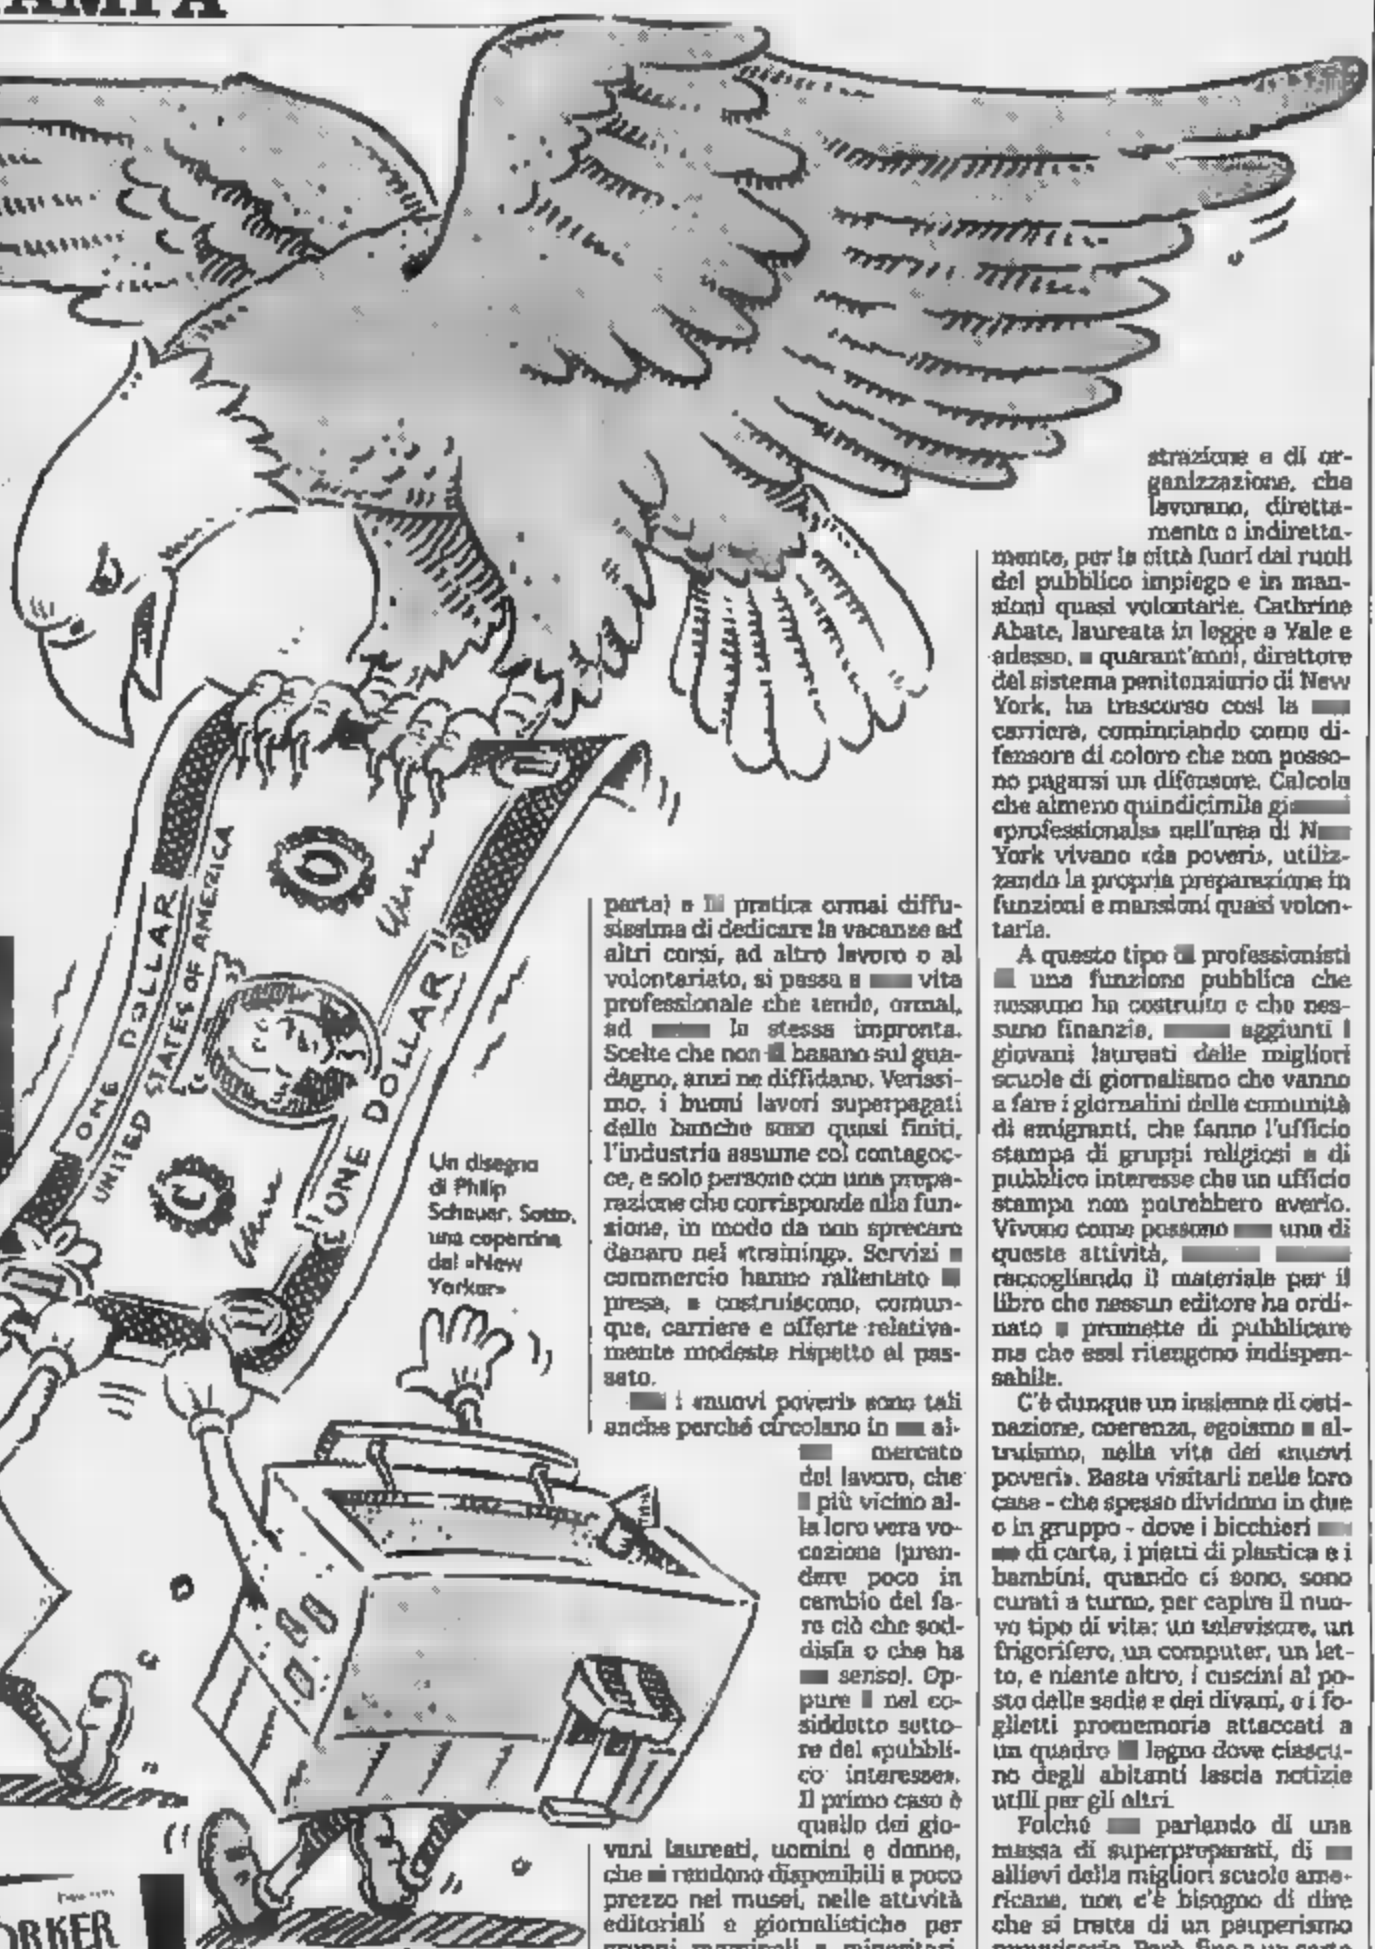 ONE DOLLAR
UNITED STATES OF AMERICA
ONE DOLLAR
Un disegno
di Philip
Scheuer. Sotto,
una copertina
del «New
Yorker»
parte) e la pratica ormai diffu-
sissima di dedicare le vacanze ad
altri corsi, ad altro lavoro o al
volontariato, si passa a vita
professionale che tende, ormai,
ad la stessa impronta.
Scelte che non si basano sul gua-
dagno, anzi ne diffidano. Verissi-
mo, i buoni lavori superpagati
delle banche sono quasi finiti,
l'industria assume col contagoc-
ce, e solo persone con una prepa-
razione che corrisponde alla fun-
zione, in modo da non sprecare
danaro nel «training». Servizi e
commercio hanno rallentato la
presa, e costruiscono, comun-
que, carriere e offerte relativa-
mente modeste rispetto al pas-
sato.
i «nuovi poveri» sono tali
anche perché circolano in al-
mercato
del lavoro, che
è più vicino al-
la loro vera vo-
cazione (pren-
dere poco in
cambio del fa-
re ciò che sod-
disfa o che ha
senso). Op-
pure nel co-
siddetto setto-
re del «pubbli-
co interesse».
Il primo caso è
quello dei gio-
vani laureati, uomini e donne,
che si rendono disponibili a poco
prezzo nei musei, nelle attività
editoriali e giornalistiche per
gruppi marginali e minoritari,
strazione e di or-
ganizzazione, che
lavorano, diretta-
mente o indiretta-
mente, per la città fuori dai ruoli
del pubblico impiego e in man-
sioni quasi volontarie. Cathrine
Abate, laureata in legge a Yale e
adesso, a quarant'anni, direttore
del sistema penitenziario di New
York, ha trascorso così la
carriera, cominciando come di-
fensore di coloro che non posso-
no pagarsi un difensore. Calcola
che almeno quindicimila
«professionals» nell'area di New
York vivano «da poveri», utiliz-
zando la propria preparazione in
funzioni e mansioni quasi volon-
tarie.
A questo tipo di professionisti
una funzione pubblica che
nessuno ha costruito e che nes-
suno finanzia, aggiunti i
giovani laureati delle migliori
scuole di giornalismo che vanno
a fare i giornalini delle comunità
di emigranti, che fanno l'ufficio
stampa di gruppi religiosi e di
pubblico interesse che un ufficio
stampa non potrebbero averlo.
Vivono come possono una di
queste attività,
raccogliendo il materiale per il
libro che nessun editore ha ordi-
nato e promette di pubblicare
ma che essi ritengono indispen-
sabile.
C'è dunque un insieme di osti-
nazione, coerenza, egoismo e al-
truismo, nella vita dei «nuovi
poveri». Basta visitarli nelle loro
case - che spesso dividono in due
o in gruppo - dove i bicchieri
di carta, i piatti di plastica e i
bambini, quando ci sono, sono
curati a turno, per capire il nuo-
vo tipo di vita: un televisore, un
frigorifero, un computer, un let-
to, e niente altro, i cuscini al po-
sto delle sedie e dei divani, e i fo-
glietti promemoria attaccati a
un quadro di legno dove ciascu-
no degli abitanti lascia notizie
utili per gli altri.
Poiché parlando di una
massa di superpreparati, di
allievi delle migliori scuole ame-
ricane, non c'è bisogno di dire
che si tratta di un pauperismo